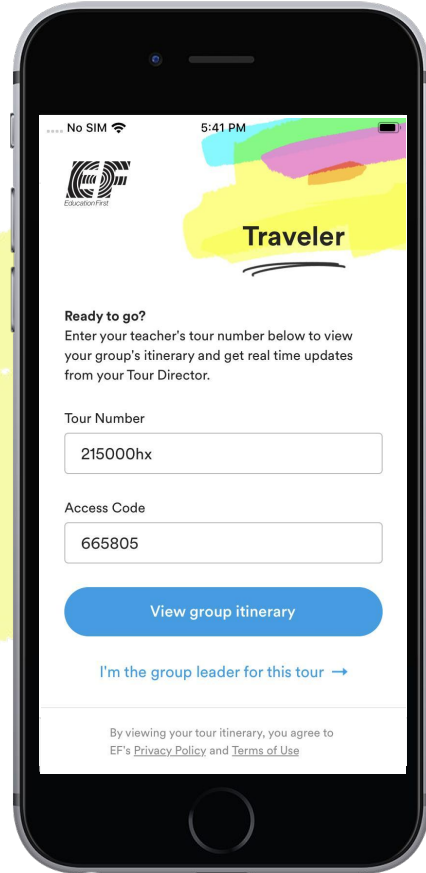 No SIM 5:41 PM
EF
Education First
Traveler
Ready to go?
Enter your teacher's tour number below to view
your group's itinerary and get real time updates
from your Tour Director.
Tour Number
215000hx
Access Code
665805
View group itinerary
I'm the group leader for this tour →
By viewing your tour itinerary, you agree to
EF's Privacy Policy and Terms of Use